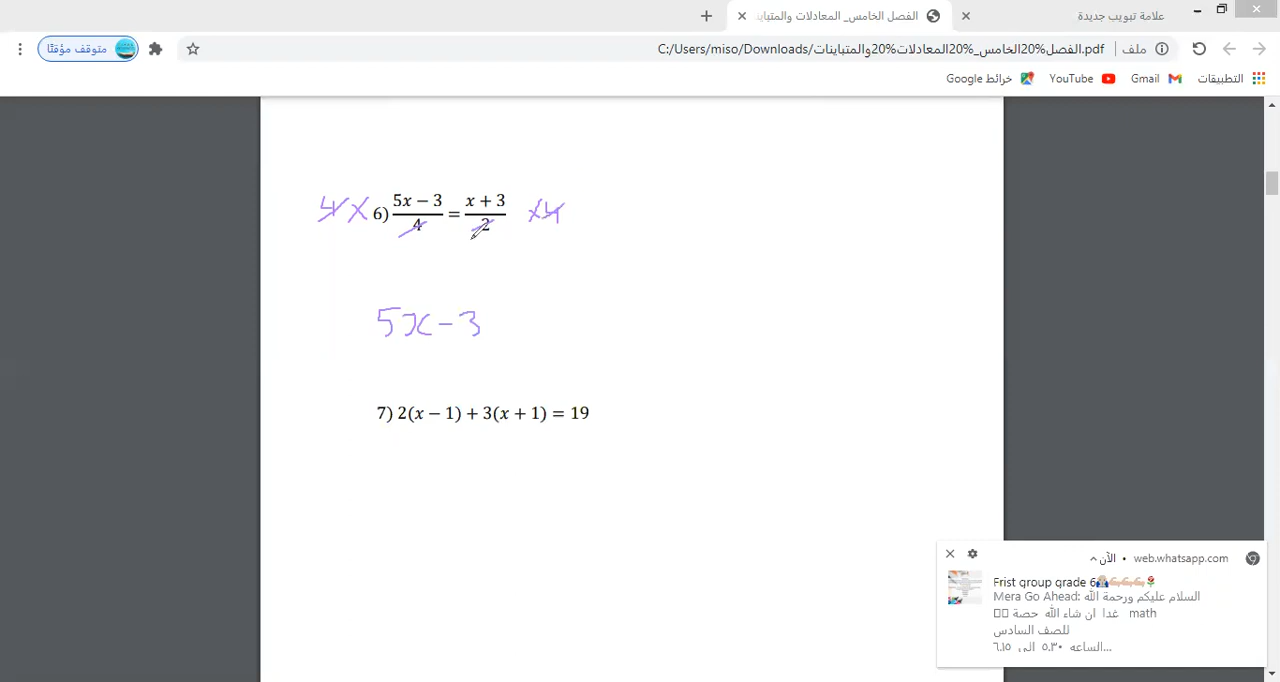 الفصل الخامس_ المعادلات والمتباينات
علامة تبويب جديدة
متوقف مؤقتًا
C:/Users/miso/Downloads/الفصل%20الخامس_%20المعادلات%20والمتباينات.pdf
ملف
التطبيقات
Gmail
YouTube
خرائط Google
4 x 6) (5x − 3)/4 = (x + 3)/2 x4
5x − 3
7) 2(x − 1) + 3(x + 1) = 19
web.whatsapp.com • الآن
Frist group grade 6
Mera Go Ahead: السلام عليكم ورحمة الله
غدا ان شاء الله حصة math
للصف السادس
الساعه ٥.٣٠ الى ٦.١٥...